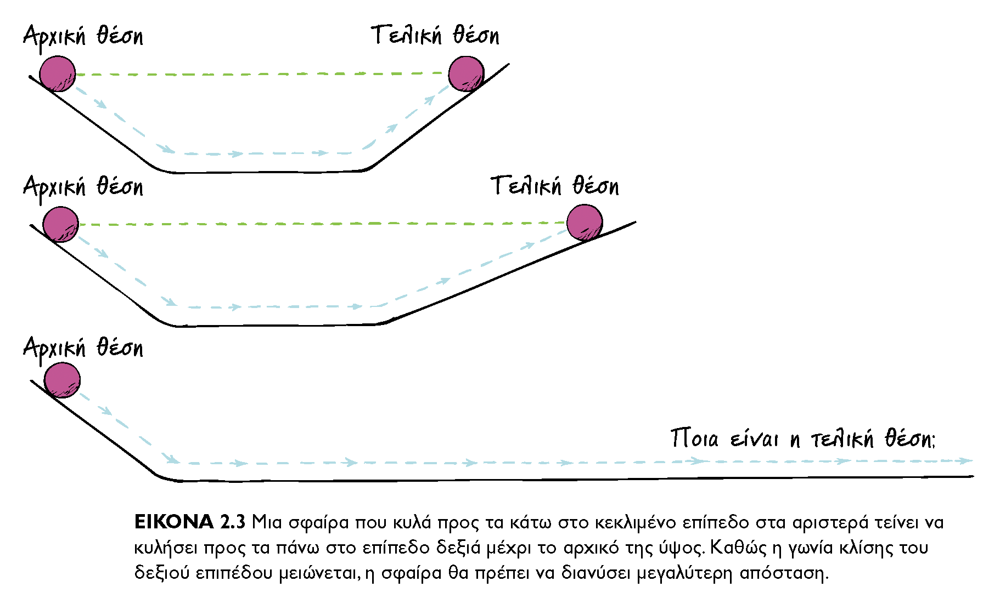 Αρχική θέση
Τελική θέση
Αρχική θέση
Τελική θέση
Αρχική θέση
Ποια είναι η τελική θέση;
ΕΙΚΟΝΑ 2.3 Μια σφαίρα που κυλά προς τα κάτω στο κεκλιμένο επίπεδο στα αριστερά τείνει να
κυλήσει προς τα πάνω στο επίπεδο δεξιά μέχρι το αρχικό της ύψος. Καθώς η γωνία κλίσης του
δεξιού επιπέδου μειώνεται, η σφαίρα θα πρέπει να διανύσει μεγαλύτερη απόσταση.